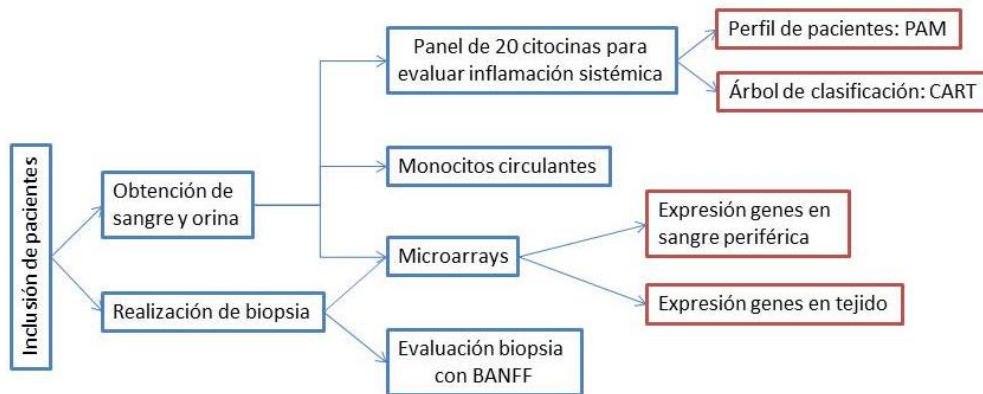 Inclusión de pacientes
Obtención de
sangre y orina
Realización de biopsia
Panel de 20 citocinas para
evaluar inflamación sistémica
Monocitos circulantes
Microarrays
Evaluación biopsia
con BANFF
Perfil de pacientes: PAM
Árbol de clasificación: CART
Expresión genes en
sangre periférica
Expresión genes en tejido